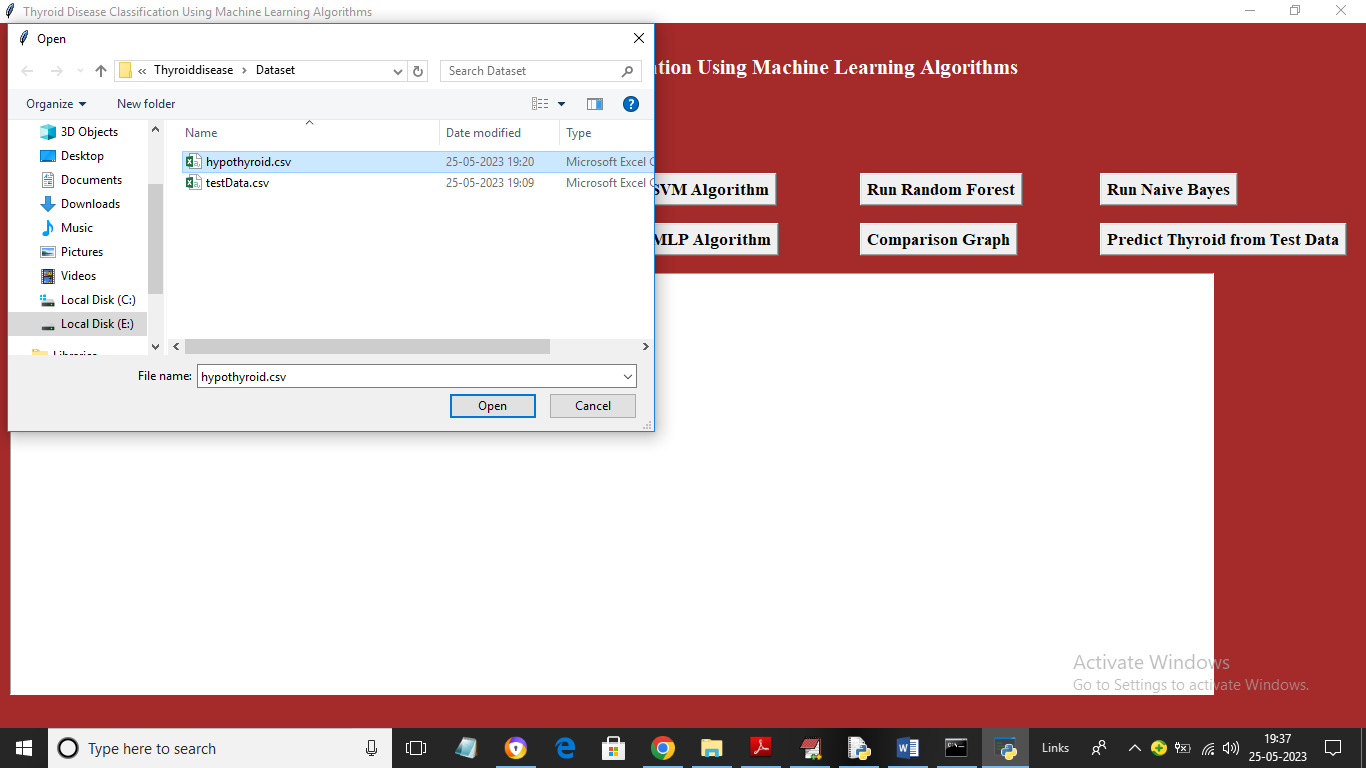 Thyroid Disease Classification Using Machine Learning Algorithms
Open
« Thyroiddisease > Dataset
Search Dataset
tion Using Machine Learning Algorithms
Organize
New folder
Name
Date modified
Type
3D Objects
Desktop
Documents
Downloads
Music
Pictures
Videos
Local Disk (C:)
Local Disk (E:)
Libraries
hypothyroid.csv 25-05-2023 19:20 Microsoft Excel C
testData.csv 25-05-2023 19:09 Microsoft Excel C
File name: hypothyroid.csv
Open
Cancel
SVM Algorithm
Run Random Forest
Run Naive Bayes
MLP Algorithm
Comparison Graph
Predict Thyroid from Test Data
Activate Windows
Go to Settings to activate Windows.
Type here to search
Links
19:37
25-05-2023